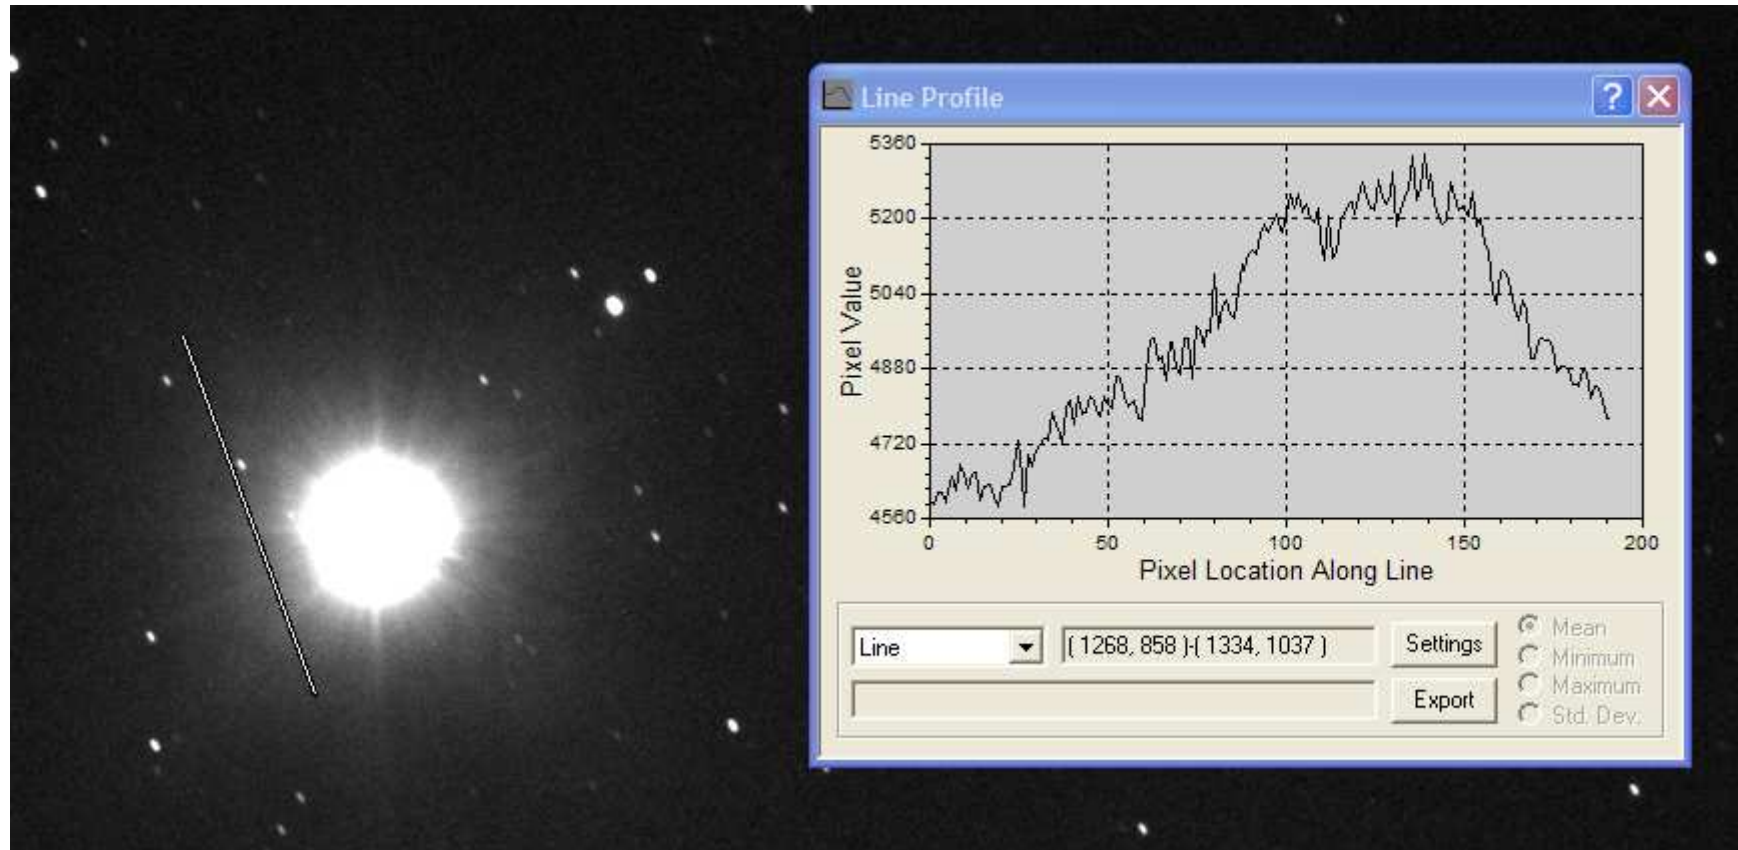 Line Profile
5360
5200
5040
4880
4720
4560
Pixel Value
0 50 100 150 200
Pixel Location Along Line
Line
( 1268, 858 )-( 1334, 1037 )
Settings
Export
Mean
Minimum
Maximum
Std. Dev.